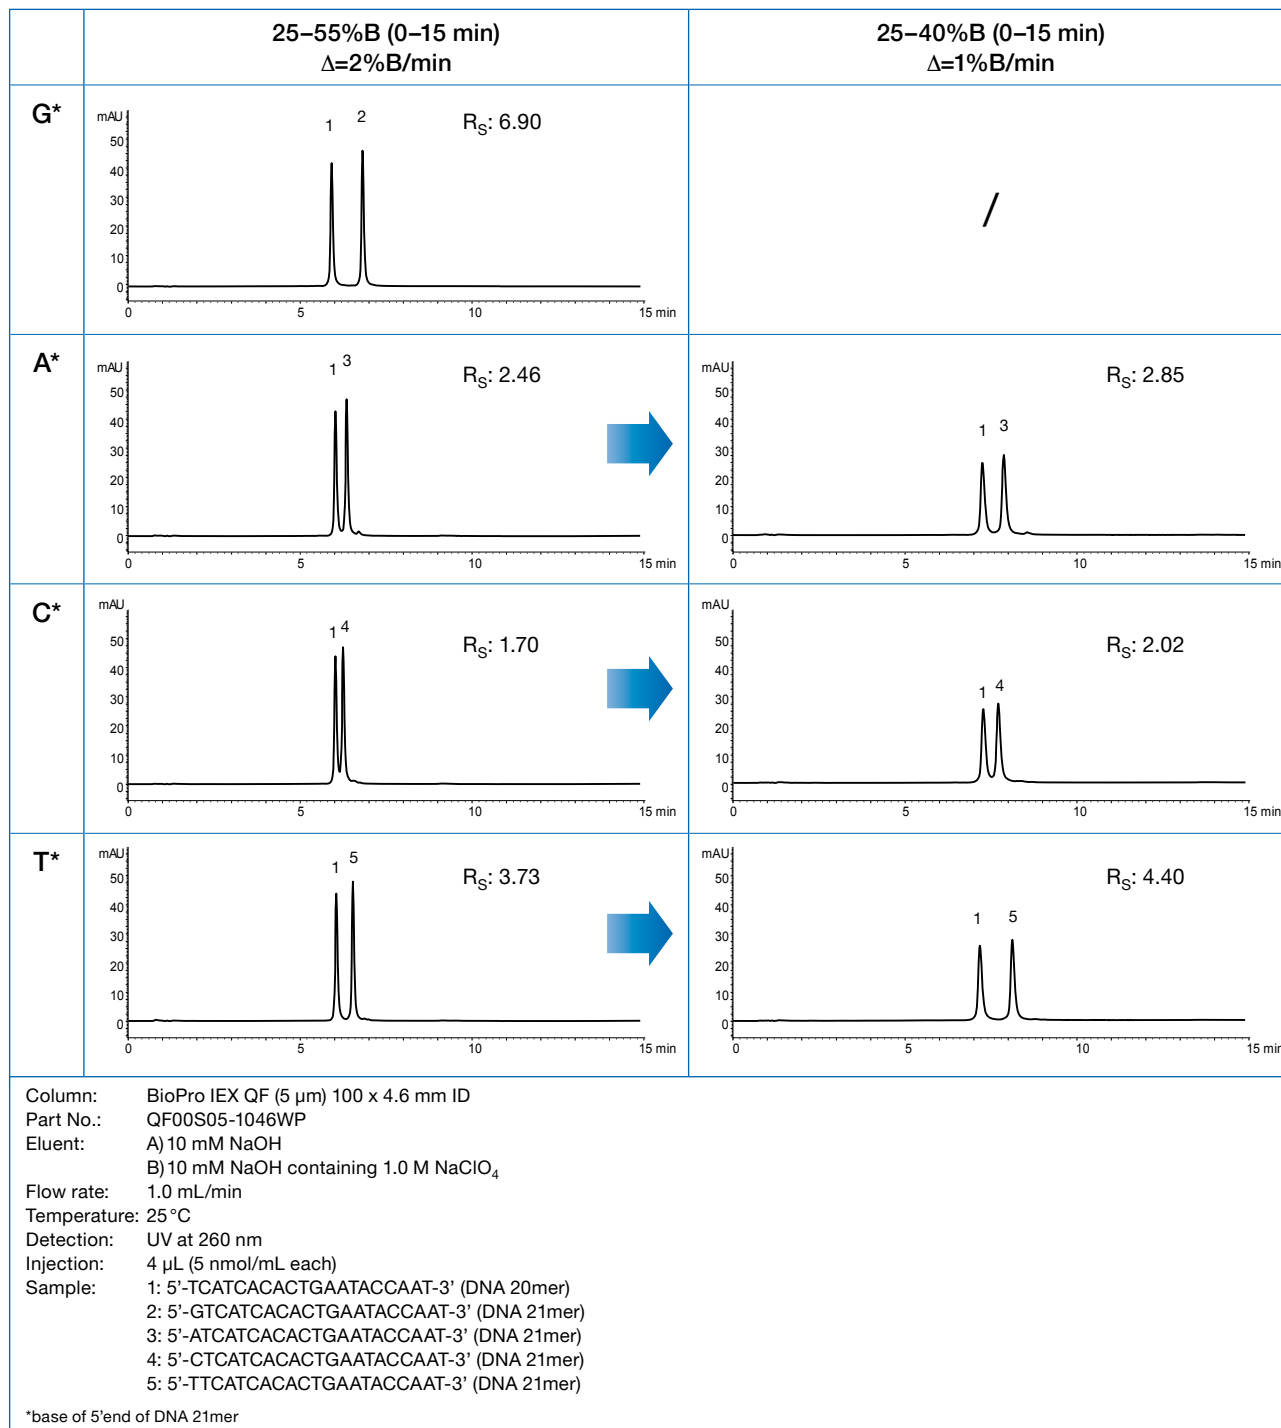 25–55%B (0–15 min)
Δ=2%B/min
25–40%B (0–15 min)
Δ=1%B/min
G*
mAU
50
40
30
20
10
0
1
2
R_S: 6.90
0
5
10
15 min
/
A*
mAU
50
40
30
20
10
0
1
3
R_S: 2.46
0
5
10
15 min
mAU
50
40
30
20
10
0
1
3
R_S: 2.85
0
5
10
15 min
C*
mAU
50
40
30
20
10
0
1
4
R_S: 1.70
0
5
10
15 min
mAU
50
40
30
20
10
0
1
4
R_S: 2.02
0
5
10
15 min
T*
mAU
50
40
30
20
10
0
1
5
R_S: 3.73
0
5
10
15 min
mAU
50
40
30
20
10
0
1
5
R_S: 4.40
0
5
10
15 min
Column: BioPro IEX QF (5 µm) 100 x 4.6 mm ID
Part No.: QF00S05-1046WP
Eluent: A) 10 mM NaOH
B) 10 mM NaOH containing 1.0 M NaClO₄
Flow rate: 1.0 mL/min
Temperature: 25 °C
Detection: UV at 260 nm
Injection: 4 µL (5 nmol/mL each)
Sample: 1: 5’-TCATCACACTGAATACCAAT-3’ (DNA 20mer)
2: 5’-GTCATCACACTGAATACCAAT-3’ (DNA 21mer)
3: 5’-ATCATCACACTGAATACCAAT-3’ (DNA 21mer)
4: 5’-CTCATCACACTGAATACCAAT-3’ (DNA 21mer)
5: 5’-TTCATCACACTGAATACCAAT-3’ (DNA 21mer)
*base of 5’end of DNA 21mer